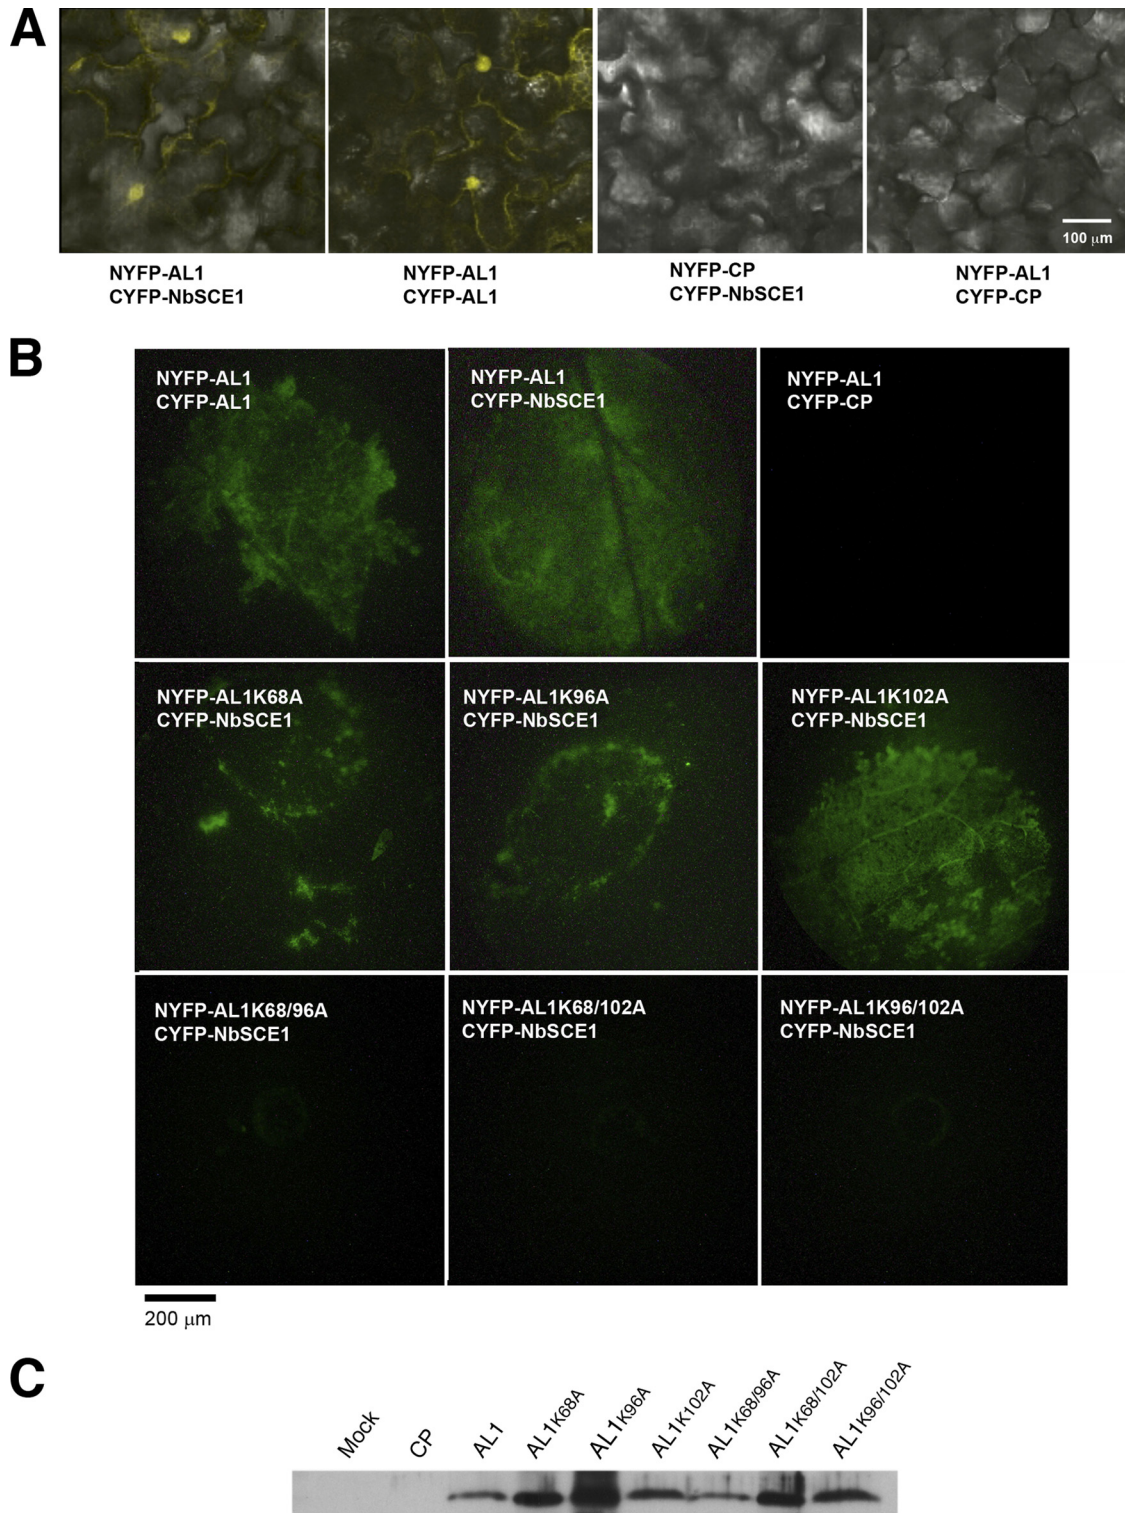 A
100 μm
NYFP-AL1
CYFP-NbSCE1
NYFP-AL1
CYFP-AL1
NYFP-CP
CYFP-NbSCE1
NYFP-AL1
CYFP-CP
B
NYFP-AL1
CYFP-AL1
NYFP-AL1
CYFP-NbSCE1
NYFP-AL1
CYFP-CP
NYFP-AL1K68A
CYFP-NbSCE1
NYFP-AL1K96A
CYFP-NbSCE1
NYFP-AL1K102A
CYFP-NbSCE1
NYFP-AL1K68/96A
CYFP-NbSCE1
NYFP-AL1K68/102A
CYFP-NbSCE1
NYFP-AL1K96/102A
CYFP-NbSCE1
200 μm
C
Mock
CP
AL1
AL1K68A
AL1K96A
AL1K102A
AL1K68/96A
AL1K68/102A
AL1K96/102A